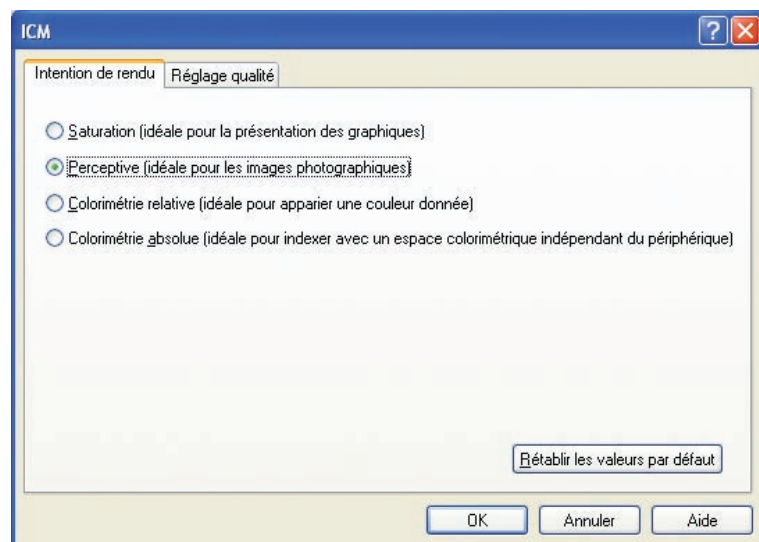 ICM
Intention de rendu
Réglage qualité
Saturation (idéale pour la présentation des graphiques)
Perceptive (idéale pour les images photographiques)
Colorimétrie relative (idéale pour apparier une couleur donnée)
Colorimétrie absolue (idéale pour indexer avec un espace colorimétrique indépendant du périphérique)
Rétablir les valeurs par défaut
OK
Annuler
Aide